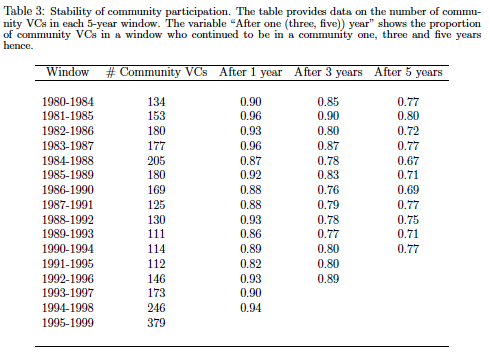 Table 3: Stability of community participation. The table provides data on the number of commu-
nity VCs in each 5-year window. The variable “After one (three, five)) year” shows the proportion
of community VCs in a window who continued to be in a community one, three and five years
hence.
Window # Community VCs After 1 year After 3 years After 5 years
1980-1984 134 0.90 0.85 0.77
1981-1985 153 0.96 0.90 0.80
1982-1986 180 0.93 0.80 0.72
1983-1987 177 0.96 0.87 0.77
1984-1988 205 0.87 0.78 0.67
1985-1989 180 0.92 0.83 0.71
1986-1990 169 0.88 0.76 0.69
1987-1991 125 0.88 0.79 0.77
1988-1992 130 0.93 0.78 0.75
1989-1993 111 0.86 0.77 0.71
1990-1994 114 0.89 0.80 0.77
1991-1995 112 0.82 0.80
1992-1996 146 0.93 0.89
1993-1997 173 0.90
1994-1998 246 0.94
1995-1999 379